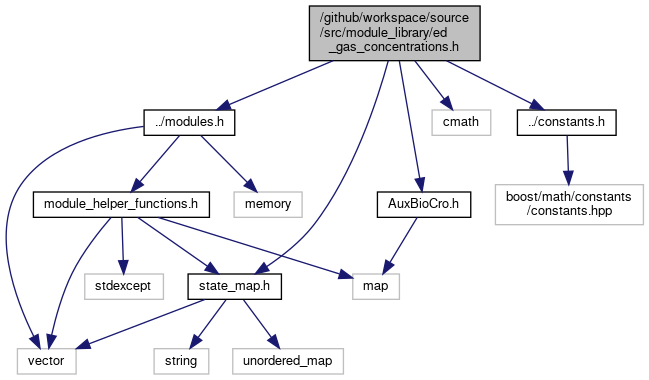 /github/workspace/source
/src/module_library/ed
_gas_concentrations.h
../modules.h
cmath
../constants.h
module_helper_functions.h
memory
AuxBioCro.h
boost/math/constants
/constants.hpp
stdexcept
state_map.h
map
vector
string
unordered_map